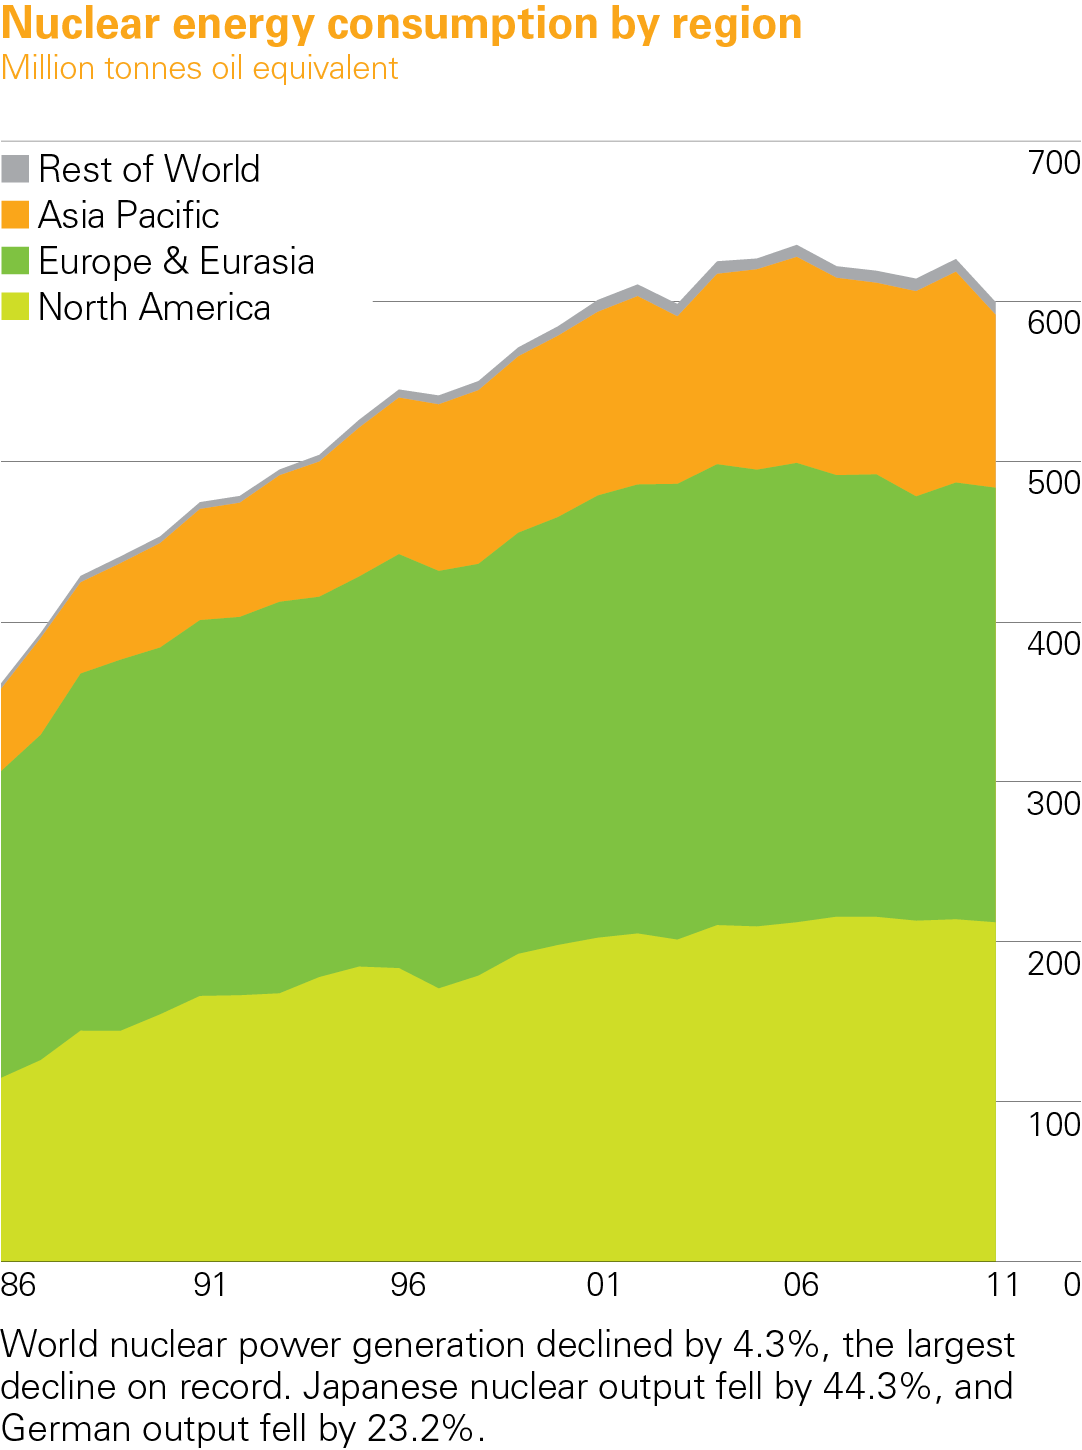 Nuclear energy consumption by region
Million tonnes oil equivalent
700
Rest of World
Asia Pacific
Europe & Eurasia
North America
600
500
400
300
200
100
86 91 96 01 06 11 0
World nuclear power generation declined by 4.3%, the largest
decline on record. Japanese nuclear output fell by 44.3%, and
German output fell by 23.2%.